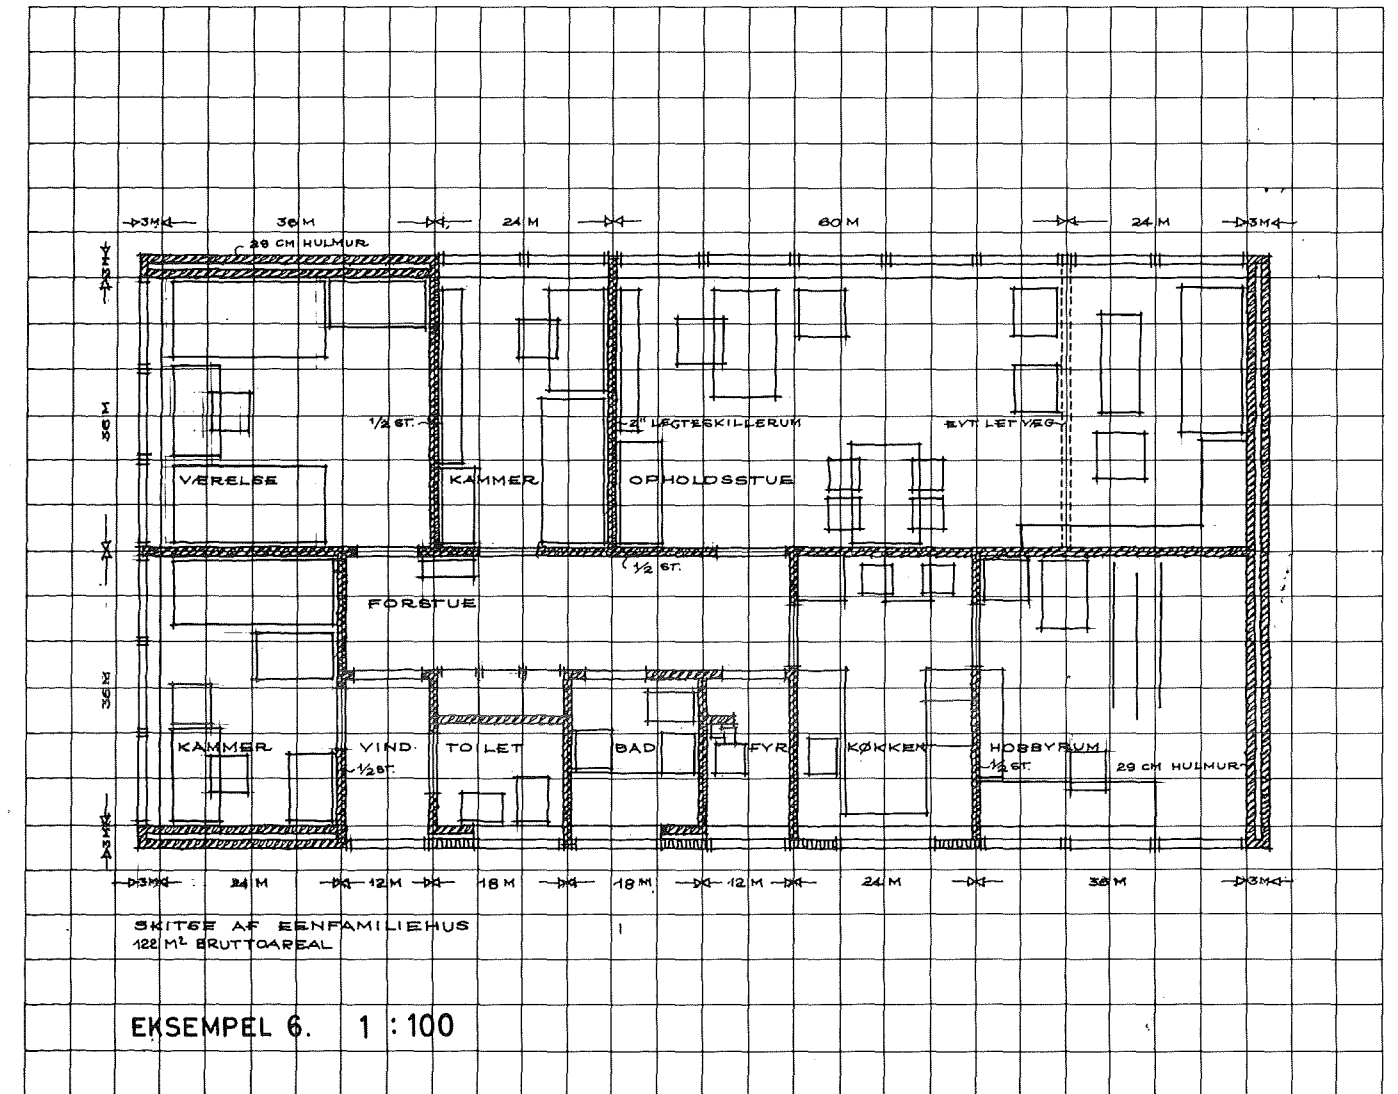 3M 36 M 24 M 60 M 24 M 3M
29 CM HULMUR
3M
36 M
1/2 ST.
2" LÆGTESKILLERUM
EVT LET VÆG
VÆRELSE
KAMMER
OPHOLDSSTUE
1/2 ST.
FORSTUE
36 M
KAMMER
VIND.
TOILET
BAD
FYR
KØKKEN
HOBBYRUM
1/2 ST.
1/2 ST.
29 CM HULMUR
3M
3M 24 M 12 M 18 M 18 M 12 M 24 M 36 M 3M
SKITSE AF EENFAMILIEHUS
122 M² BRUTTOAREAL
EKSEMPEL 6. 1 : 100